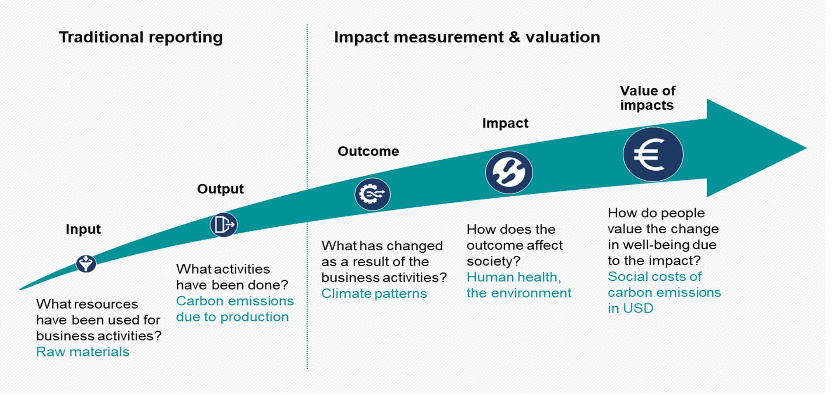 Traditional reporting
Impact measurement & valuation
Input
What resources
have been used for
business activities?
Raw materials
Output
What activities
have been done?
Carbon emissions
due to production
Outcome
What has changed
as a result of the
business activities?
Climate patterns
Impact
How does the
outcome affect
society?
Human health,
the environment
Value of
impacts
€
How do people
value the change
in well-being due
to the impact?
Social costs of
carbon emissions
in USD